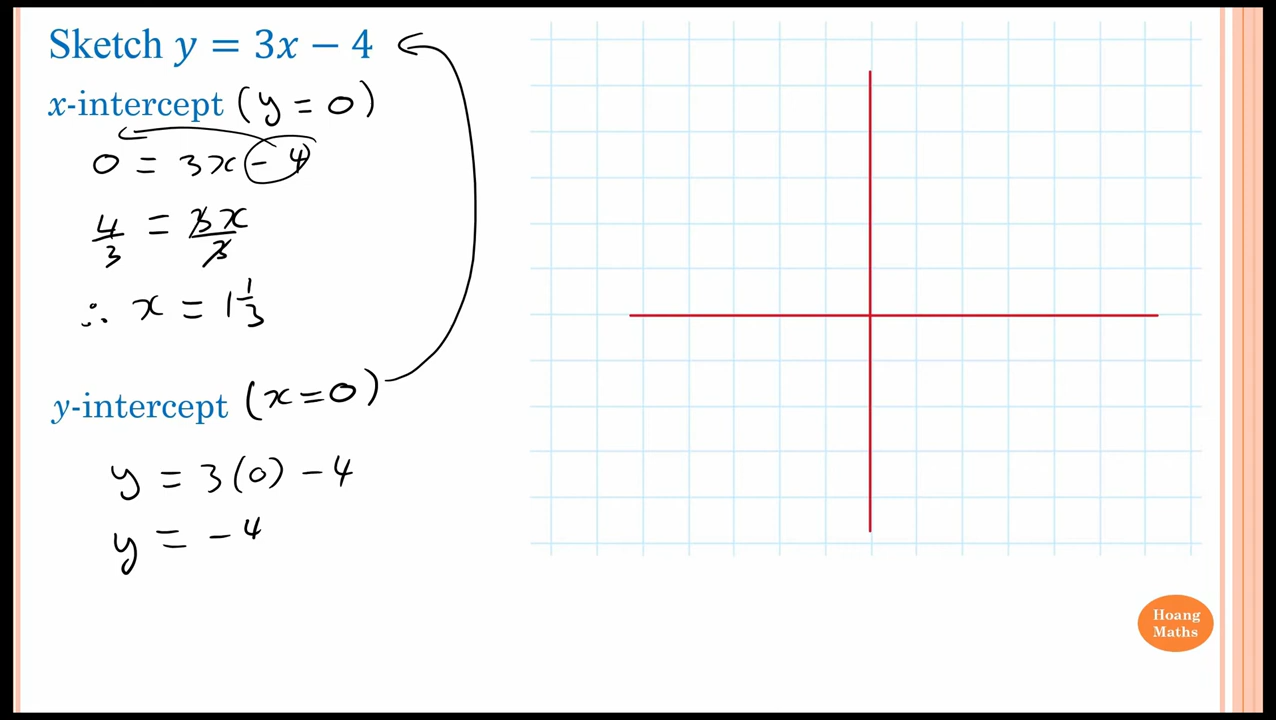 Sketch y = 3x − 4
x-intercept (y = 0)
0 = 3x − 4
4/3 = 3x/3
∴ x = 1 1/3
y-intercept (x = 0)
y = 3(0) − 4
y = − 4
Hoang
Maths